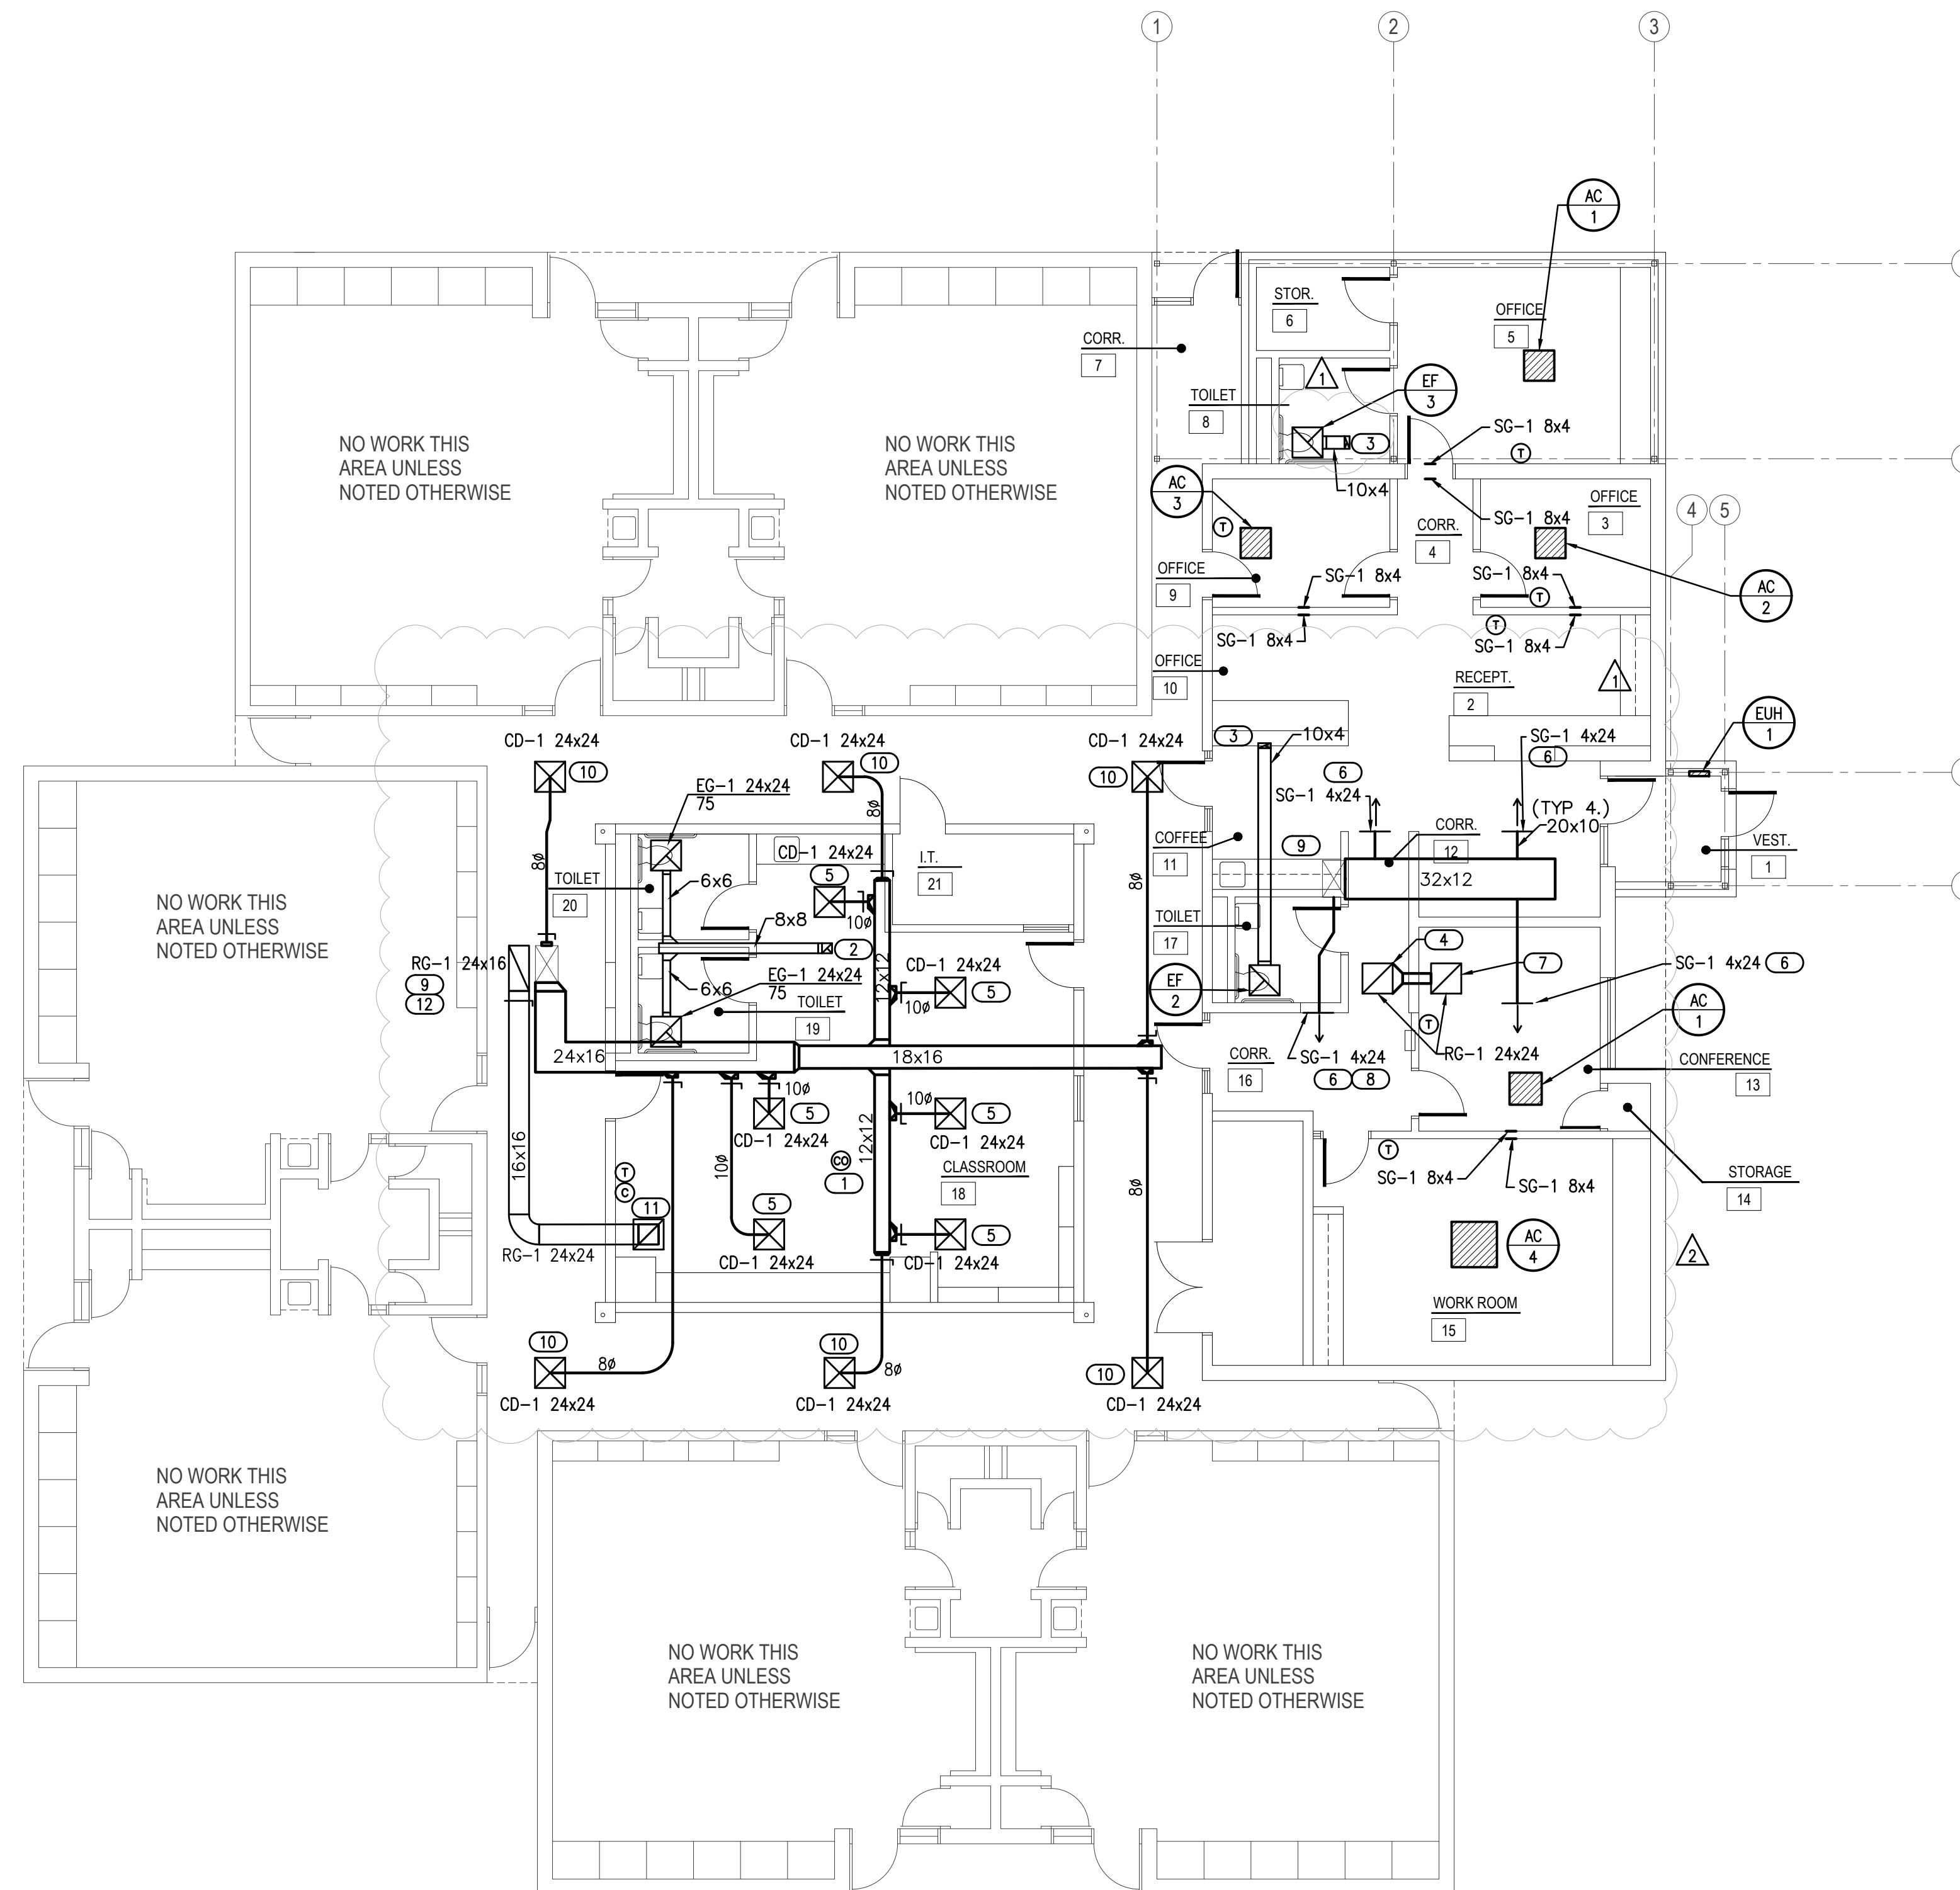 1
2
3
AC
1
STOR.
6
OFFICE
5
CORR.
7
1
EF
3
TOILET
8
3
SG-1 8x4
T
NO WORK THIS
AREA UNLESS
NOTED OTHERWISE
NO WORK THIS
AREA UNLESS
NOTED OTHERWISE
AC
3
10x4
OFFICE
3
4
5
T
SG-1 8x4
CORR.
4
OFFICE
9
SG-1 8x4
SG-1 8x4
T
AC
2
T
SG-1 8x4
SG-1 8x4
OFFICE
10
RECEPT.
2
1
EUH
1
CD-1 24x24
10
CD-1 24x24
10
CD-1 24x24
10
3
10x4
SG-1 4x24
6
6
SG-1 4x24
EG-1 24x24
75
8ø
(TYP 4.)
20x10
CORR.
12
COFFEE
11
9
VEST.
1
8ø
CD-1 24x24
5
I.T.
21
TOILET
20
6x6
8ø
32x12
NO WORK THIS
AREA UNLESS
NOTED OTHERWISE
8x8
10ø
TOILET
17
2
4
RG-1 24x16
9
12
EG-1 24x24
75
6x6
CD-1 24x24
5
12x12
10ø
7
SG-1 4x24
6
EF
2
TOILET
19
AC
1
T
24x16
18x16
CORR.
16
SG-1 4x24
6
8
RG-1 24x24
CONFERENCE
13
10ø
5
CD-1 24x24
10ø
5
CD-1 24x24
16x16
T
C
11
10ø
CO
1
12x12
CLASSROOM
18
8ø
T
SG-1 8x4
SG-1 8x4
STORAGE
14
5
CD-1 24x24
5
CD-1 24x24
RG-1 24x24
AC
4
2
WORK ROOM
15
10
8ø
CD-1 24x24
10
8ø
CD-1 24x24
10
CD-1 24x24
NO WORK THIS
AREA UNLESS
NOTED OTHERWISE
NO WORK THIS
AREA UNLESS
NOTED OTHERWISE
NO WORK THIS
AREA UNLESS
NOTED OTHERWISE